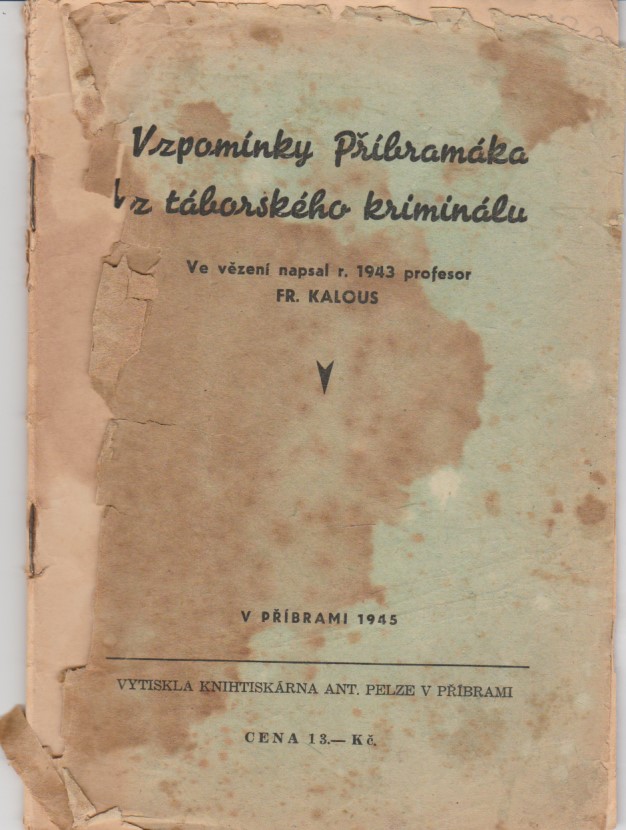 Vzpomínky Příbramáka
z táborského kriminálu
Ve vězení napsal r. 1943 profesor
FR. KALOUS
V PŘÍBRAMI 1945
VYTISKLA KNIHTISKÁRNA ANT. PELZE V PŘÍBRAMI
CENA 13.— Kč.